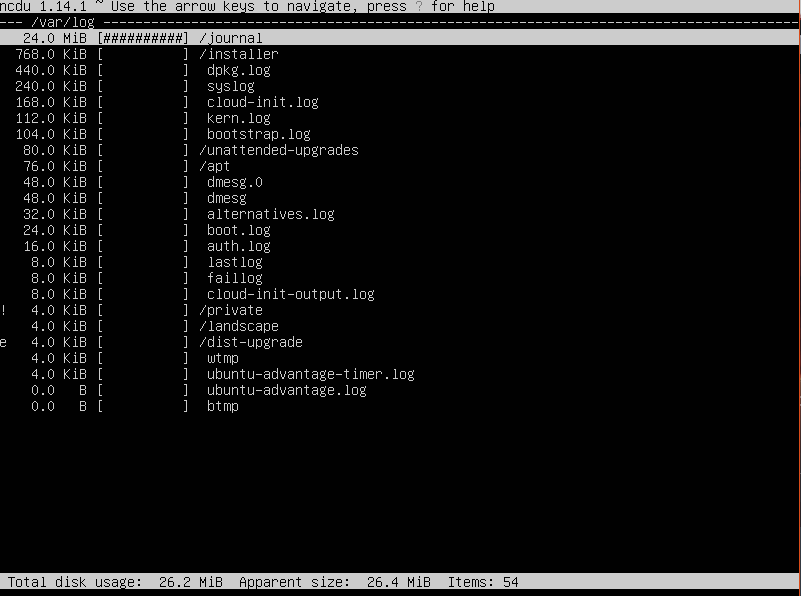 ncdu 1.14.1 ~ Use the arrow keys to navigate, press ? for help
--- /var/log ---------------------------------------------------------------------------------------
   24.0 MiB [##########] /journal
  768.0 KiB [          ] /installer
  440.0 KiB [          ]  dpkg.log
  240.0 KiB [          ]  syslog
  168.0 KiB [          ]  cloud-init.log
  112.0 KiB [          ]  kern.log
  104.0 KiB [          ]  bootstrap.log
   80.0 KiB [          ] /unattended-upgrades
   76.0 KiB [          ] /apt
   48.0 KiB [          ]  dmesg.0
   48.0 KiB [          ]  dmesg
   32.0 KiB [          ]  alternatives.log
   24.0 KiB [          ]  boot.log
   16.0 KiB [          ]  auth.log
    8.0 KiB [          ]  lastlog
    8.0 KiB [          ]  faillog
    8.0 KiB [          ]  cloud-init-output.log
!   4.0 KiB [          ] /private
    4.0 KiB [          ] /landscape
e   4.0 KiB [          ] /dist-upgrade
    4.0 KiB [          ]  wtmp
    4.0 KiB [          ]  ubuntu-advantage-timer.log
    0.0   B [          ]  ubuntu-advantage.log
    0.0   B [          ]  btmp
Total disk usage:  26.2 MiB  Apparent size:  26.4 MiB  Items: 54